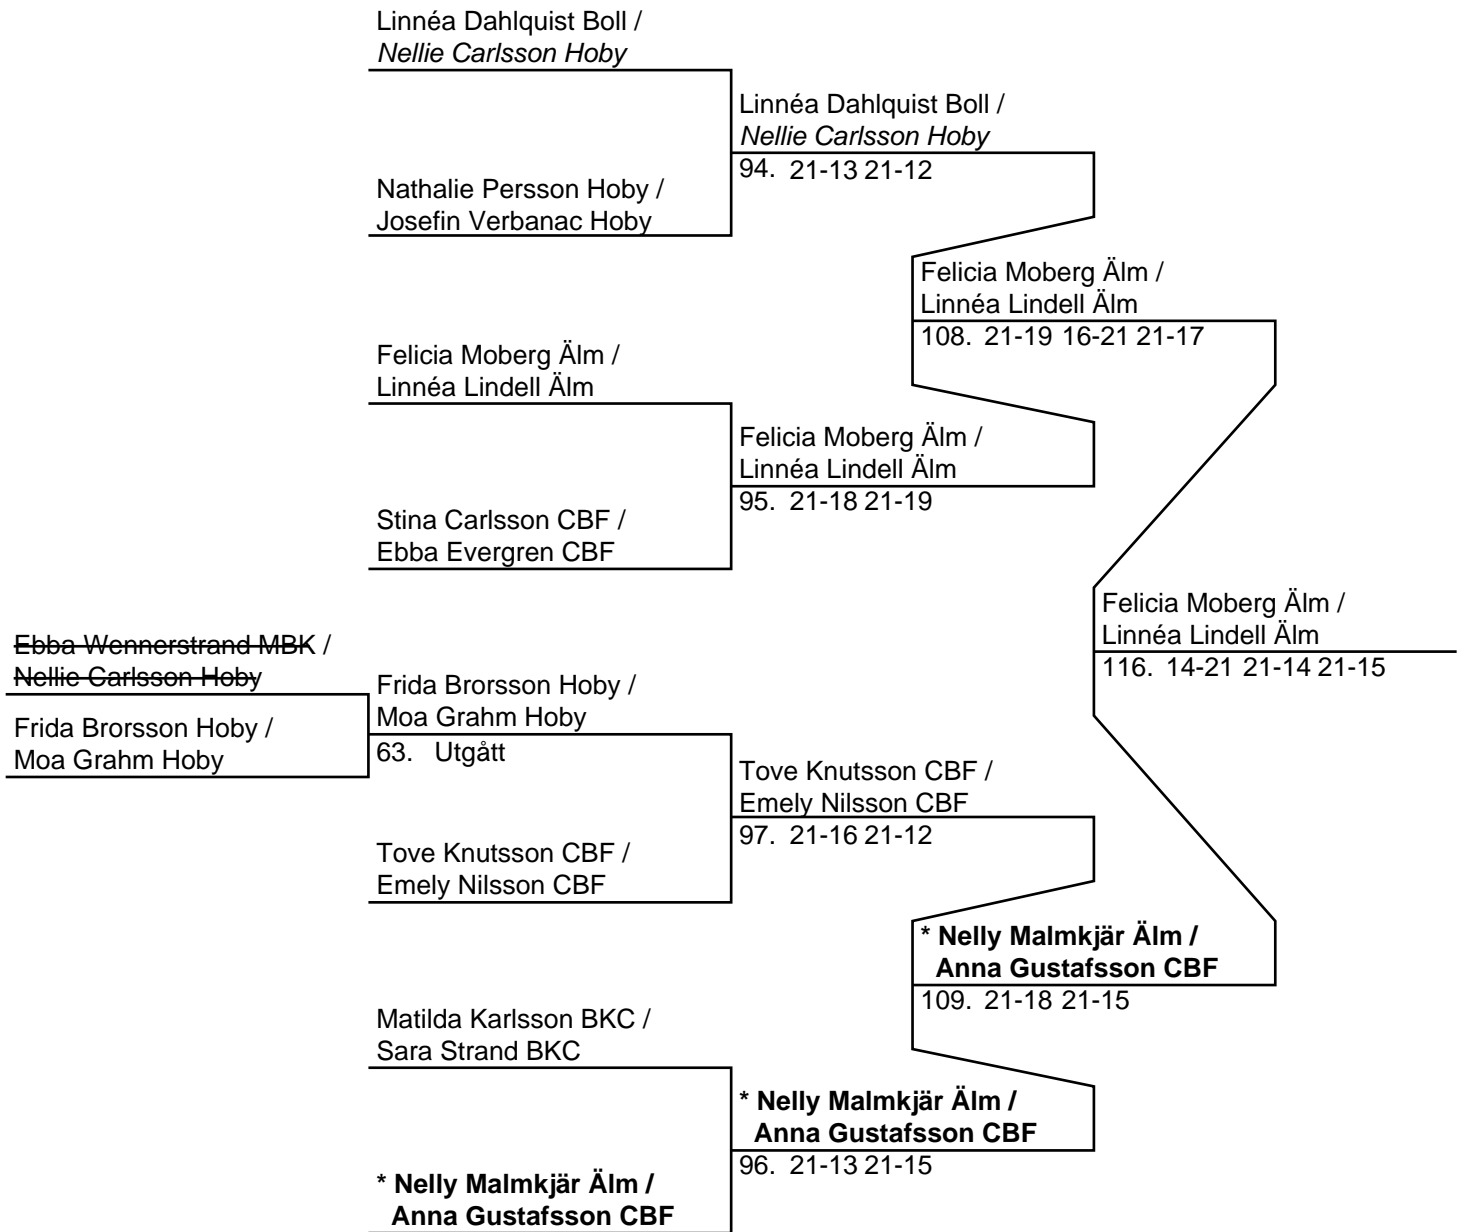 Linnéa Dahlquist Boll /
Nellie Carlsson Hoby
Linnéa Dahlquist Boll /
Nellie Carlsson Hoby
94. 21-13 21-12
Nathalie Persson Hoby /
Josefin Verbanac Hoby
Felicia Moberg Älm /
Linnéa Lindell Älm
108. 21-19 16-21 21-17
Felicia Moberg Älm /
Linnéa Lindell Älm
Felicia Moberg Älm /
Linnéa Lindell Älm
95. 21-18 21-19
Stina Carlsson CBF /
Ebba Evergren CBF
Felicia Moberg Älm /
Linnéa Lindell Älm
116. 14-21 21-14 21-15
Ebba Wennerstrand MBK /
Nellie Carlsson Hoby
Frida Brorsson Hoby /
Moa Grahm Hoby
63. Utgått
Frida Brorsson Hoby /
Moa Grahm Hoby
Tove Knutsson CBF /
Emely Nilsson CBF
97. 21-16 21-12
Tove Knutsson CBF /
Emely Nilsson CBF
* Nelly Malmkjär Älm /
Anna Gustafsson CBF
109. 21-18 21-15
Matilda Karlsson BKC /
Sara Strand BKC
* Nelly Malmkjär Älm /
Anna Gustafsson CBF
96. 21-13 21-15
* Nelly Malmkjär Älm /
Anna Gustafsson CBF